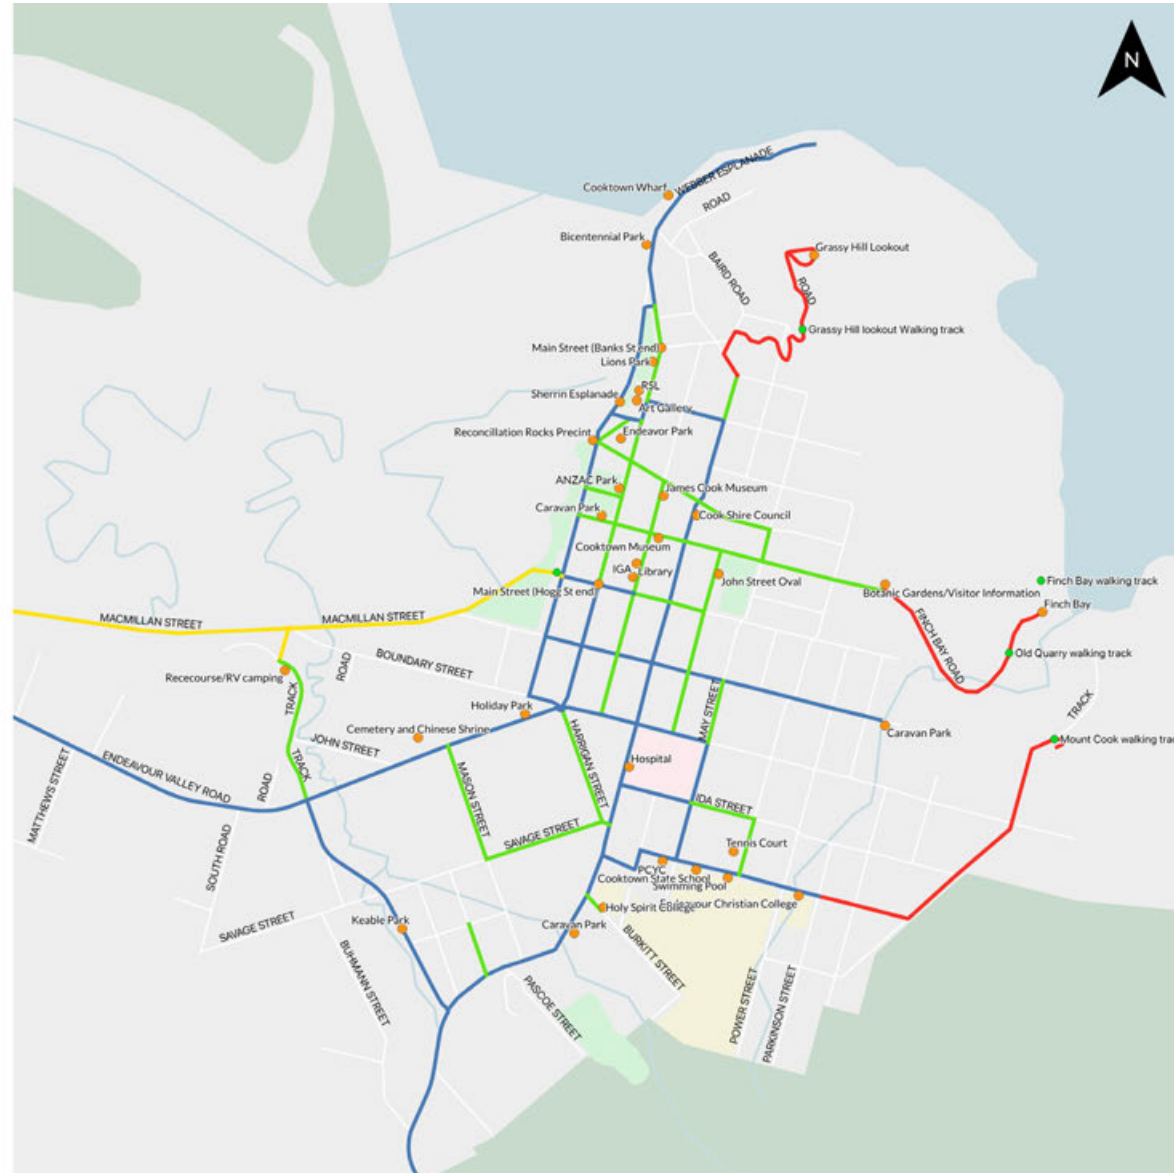 N
WEBBER ESPLANADE
Cooktown Wharf
ROAD
Bicentennial Park
Grassy Hill Lookout
BAIRD ROAD
ROAD
Grassy Hill lookout Walking track
Main Street (Banks St end)
Lions Park
RSL
Sherrin Esplanade
Art Gallery
Reconcillation Rocks Precint
Endeavor Park
ANZAC Park
James Cook Museum
Caravan Park
Cook Shire Council
Cooktown Museum
IGA
Library
John Street Oval
Main Street (Hogg St end)
Botanic Gardens/Visitor Information
Finch Bay walking track
Finch Bay
FINCH BAY ROAD
Old Quarry walking track
MACMILLAN STREET
MACMILLAN STREET
BOUNDARY STREET
ROAD
Rececourse/RV camping
TRACK
TRACK
Holiday Park
Cemetery and Chinese Shrine
JOHN STREET
HARRIGAN STREET
MAY STREET
Caravan Park
Mount Cook walking trac
TRACK
Hospital
ENDEAVOUR VALLEY ROAD
ROAD
MATTHEWS STREET
MASON STREET
IDA STREET
SAVAGE STREET
SOUTH ROAD
Tennis Court
PCYC
Cooktown State School
Swimming Pool
Endeavour Christian College
Holy Spirit College
Keable Park
Caravan Park
SAVAGE STREET
BUHMANN STREET
BURKITT STREET
PASCOE STREET
POWER STREET
PARKINSON STREET